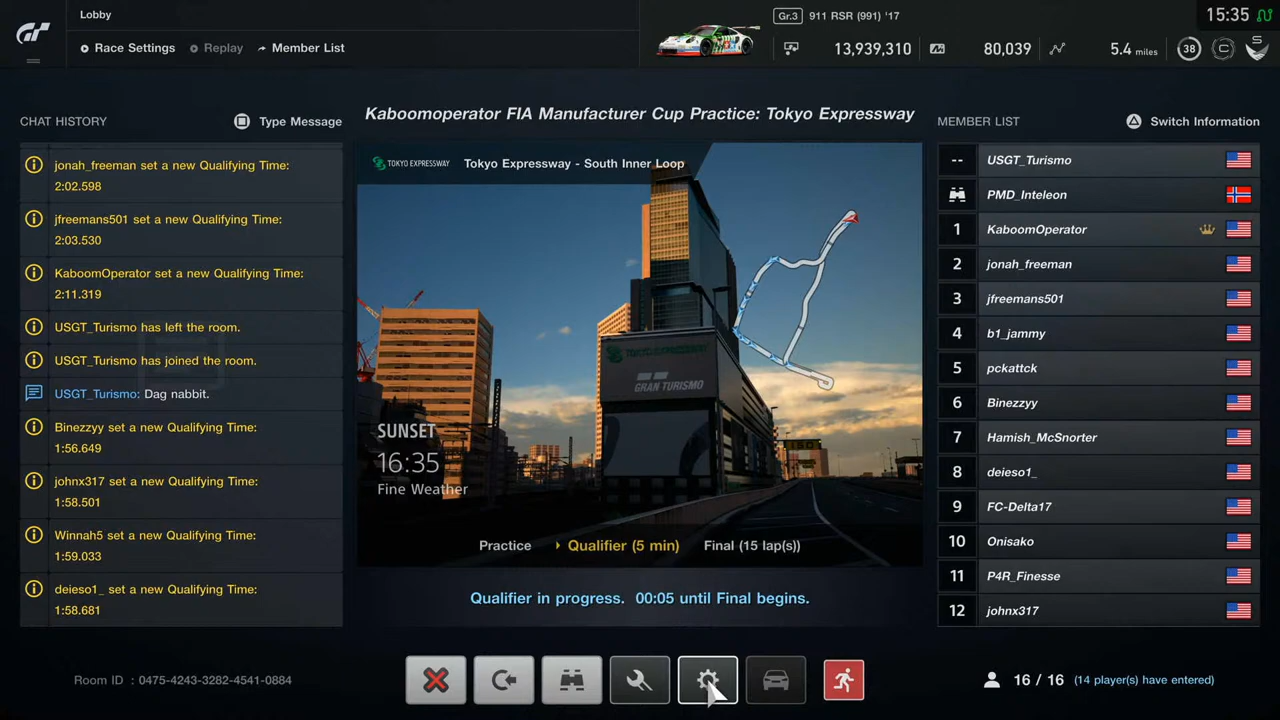 Lobby
Gr.3 911 RSR (991) '17
15:35
Race Settings Replay Member List
13,939,310 80,039 5.4 miles 38 C S
CHAT HISTORY Type Message
Kaboomoperator FIA Manufacturer Cup Practice: Tokyo Expressway
MEMBER LIST Switch Information
jonah_freeman set a new Qualifying Time:
2:02.598
jfreemans501 set a new Qualifying Time:
2:03.530
KaboomOperator set a new Qualifying Time:
2:11.319
USGT_Turismo has left the room.
USGT_Turismo has joined the room.
USGT_Turismo: Dag nabbit.
Binezzyy set a new Qualifying Time:
1:56.649
johnx317 set a new Qualifying Time:
1:58.501
Winnah5 set a new Qualifying Time:
1:59.033
deieso1_ set a new Qualifying Time:
1:58.681
TOKYO EXPRESSWAY Tokyo Expressway - South Inner Loop
TOKYO EXPRESSWAY
GRAN TURISMO
SUNSET
16:35
Fine Weather
Practice Qualifier (5 min) Final (15 lap(s))
Qualifier in progress. 00:05 until Final begins.
-- USGT_Turismo
PMD_Inteleon
1 KaboomOperator
2 jonah_freeman
3 jfreemans501
4 b1_jammy
5 pckattck
6 Binezzyy
7 Hamish_McSnorter
8 deieso1_
9 FC-Delta17
10 Onisako
11 P4R_Finesse
12 johnx317
Room ID : 0475-4243-3282-4541-0884
16 / 16 (14 player(s) have entered)